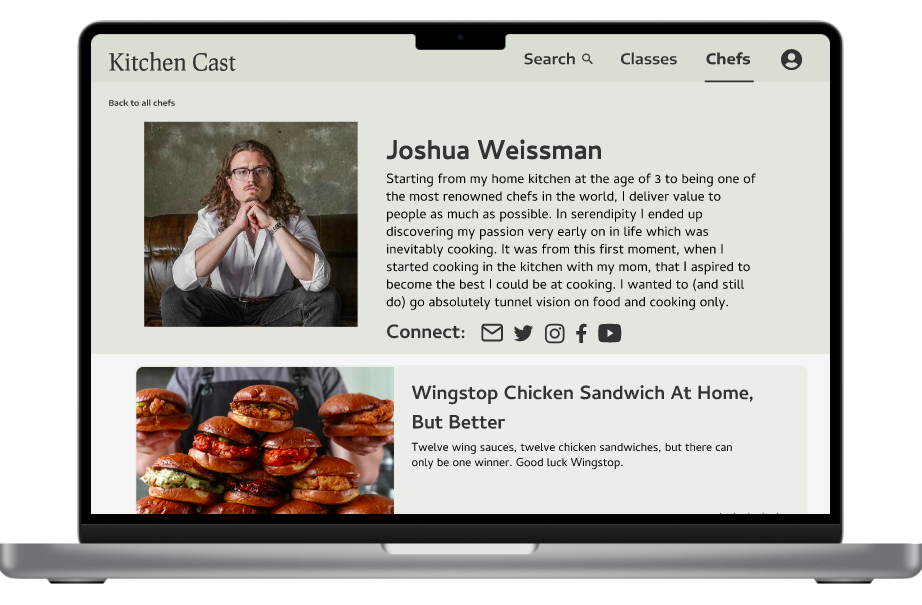 Kitchen Cast
Search
Classes
Chefs
Back to all chefs
Joshua Weissman
Starting from my home kitchen at the age of 3 to being one of
the most renowned chefs in the world, I deliver value to
people as much as possible. In serendipity I ended up
discovering my passion very early on in life which was
inevitably cooking. It was from this first moment, when I
started cooking in the kitchen with my mom, that I aspired to
become the best I could be at cooking. I wanted to (and still
do) go absolutely tunnel vision on food and cooking only.
Connect:
Wingstop Chicken Sandwich At Home,
But Better
Twelve wing sauces, twelve chicken sandwiches, but there can
only be one winner. Good luck Wingstop.